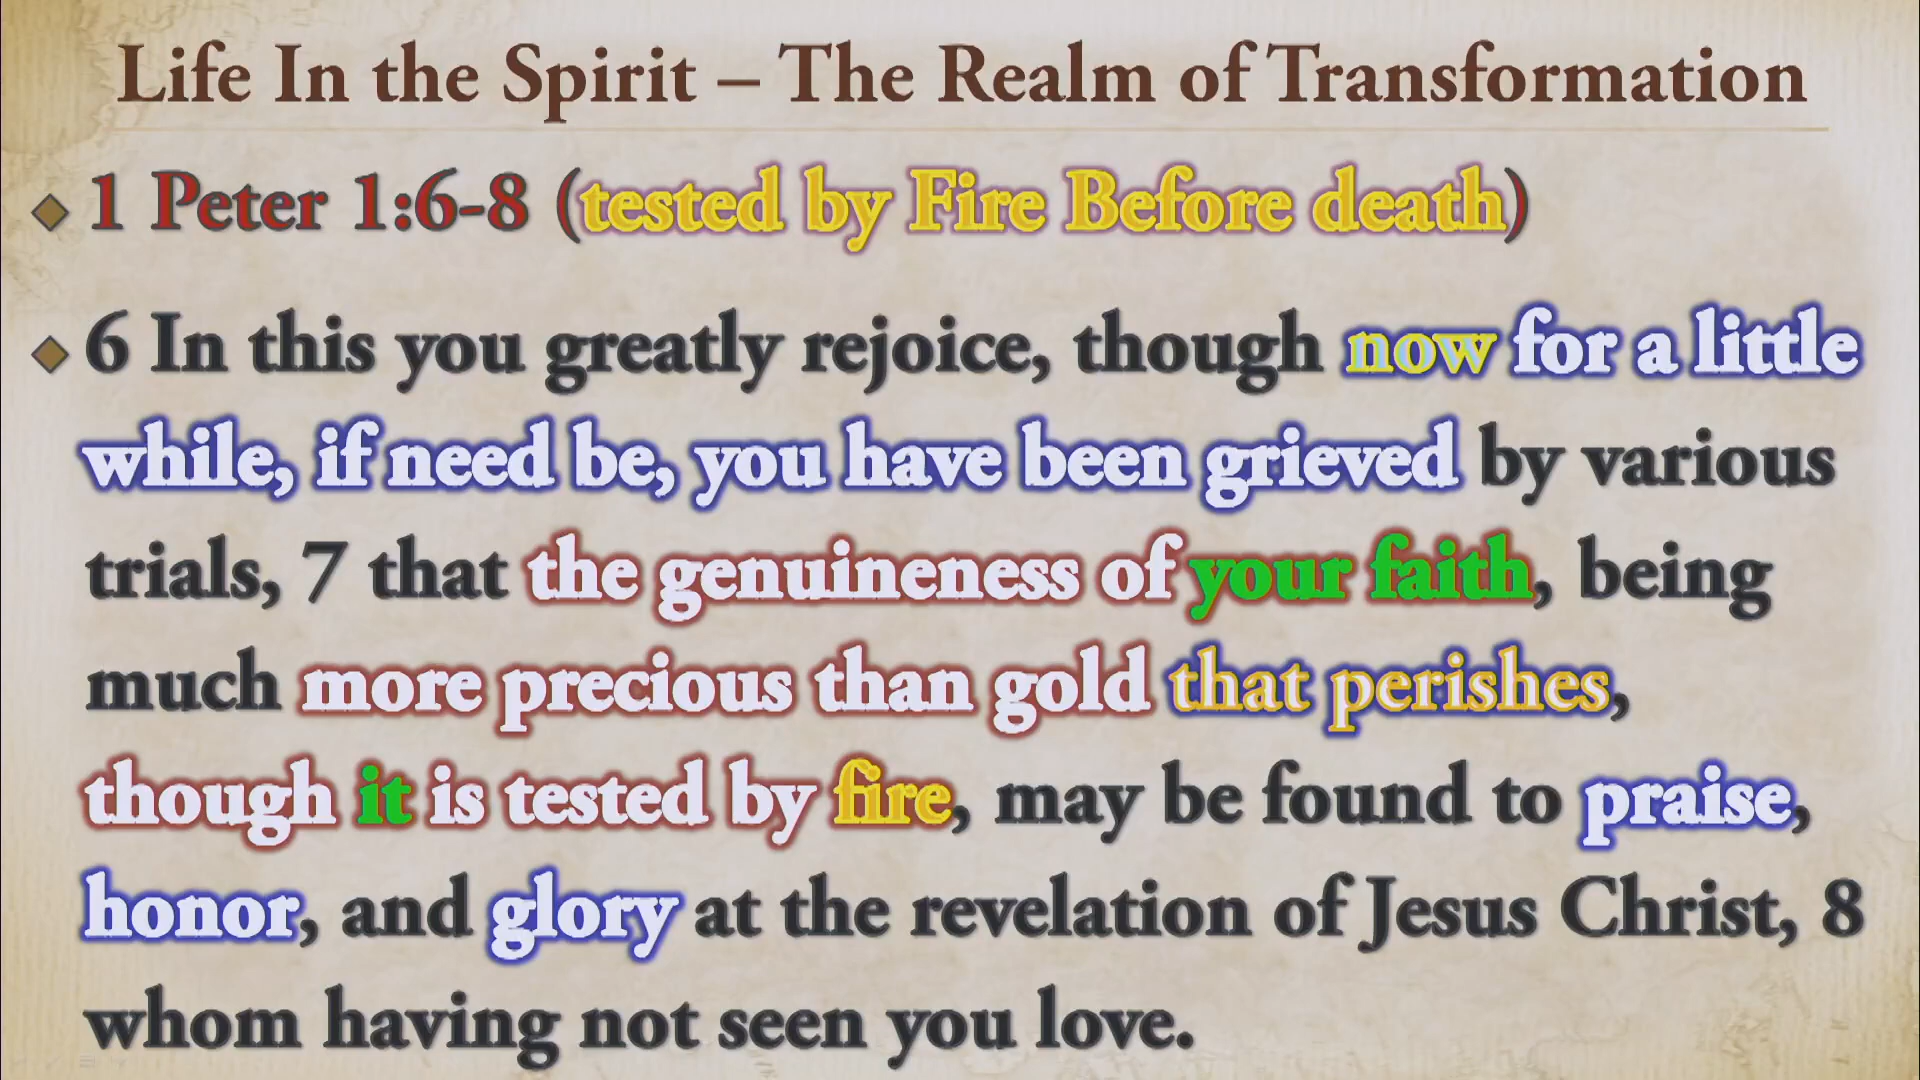 Life In the Spirit – The Realm of Transformation
1 Peter 1:6-8 (tested by Fire Before death)
6 In this you greatly rejoice, though now for a little
while, if need be, you have been grieved by various
trials, 7 that the genuineness of your faith, being
much more precious than gold that perishes,
though it is tested by fire, may be found to praise,
honor, and glory at the revelation of Jesus Christ, 8
whom having not seen you love.